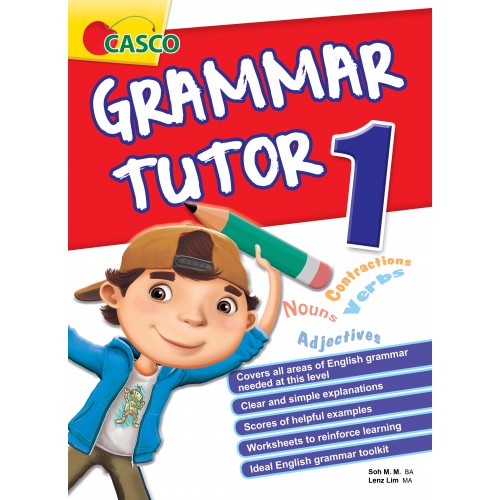 CASCO
GRAMMAR
TUTOR 1
Contractions
Verbs
Nouns
Adjectives
Covers all areas of English grammar
needed at this level
Clear and simple explanations
Scores of helpful examples
Worksheets to reinforce learning
Ideal English grammar toolkit
Soh M. M. BA
Lenz Lim MA